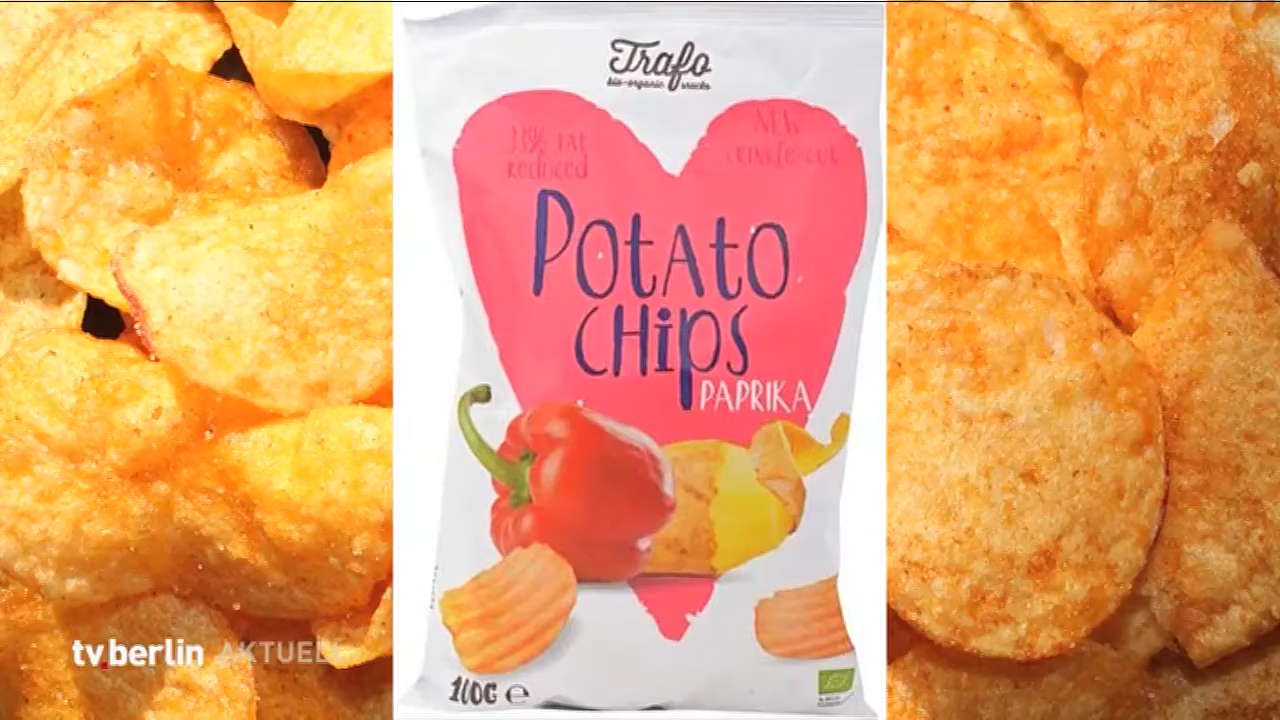 Trafo
bio-organic snacks
33% FAT
Reduced
NEW
CRINKLE CUT
POTATO
CHIPS
PAPRIKA
tv.berlin AKTUELL
100G e